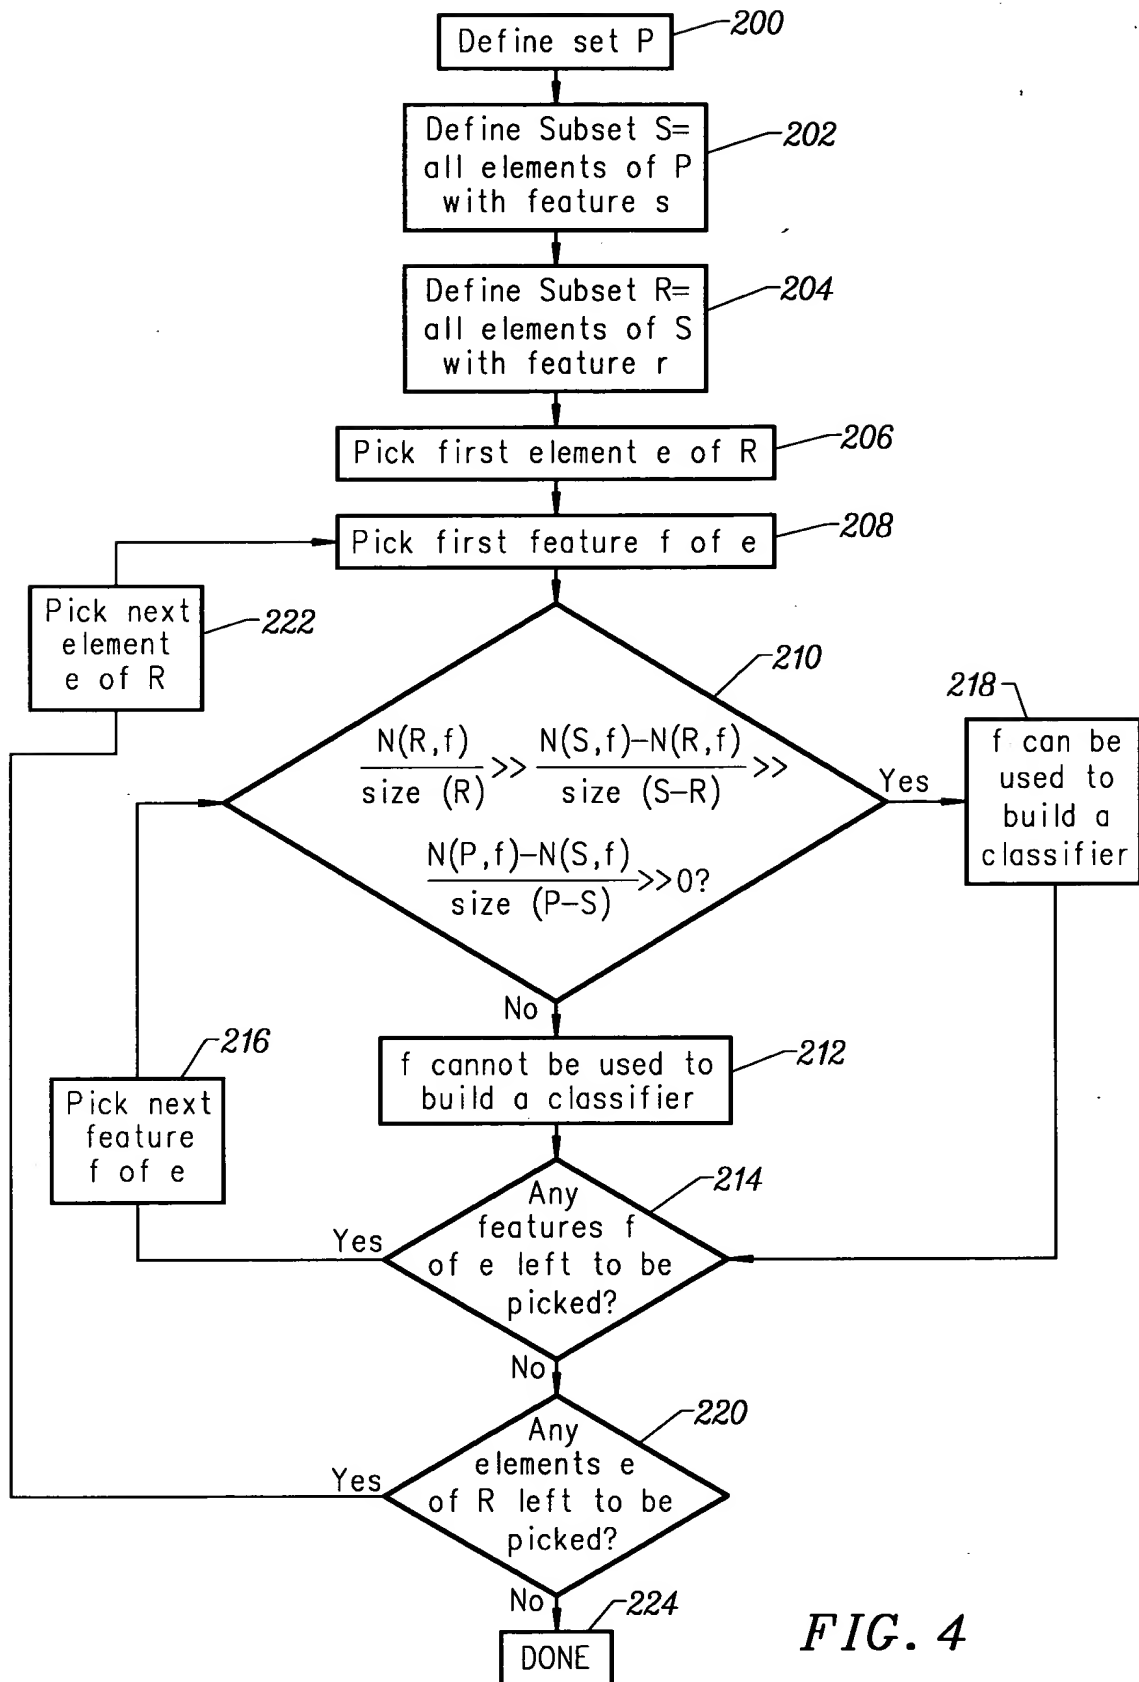 Define set P
200
Define Subset S=
all elements of P
with feature s
202
Define Subset R=
all elements of S
with feature r
204
Pick first element e of R
206
Pick first feature f of e
208
Pick next
element
e of R
222
210
N(R,f)
size (R)
>>
N(S,f)-N(R,f)
size (S-R)
>>
N(P,f)-N(S,f)
size (P-S)
>>0?
Yes
218
f can be
used to
build a
classifier
No
f cannot be used to
build a classifier
212
216
Pick next
feature
f of e
Any
features f
of e left to be
picked?
214
Yes
No
Any
elements e
of R left to be
picked?
220
Yes
No
224
DONE
FIG. 4